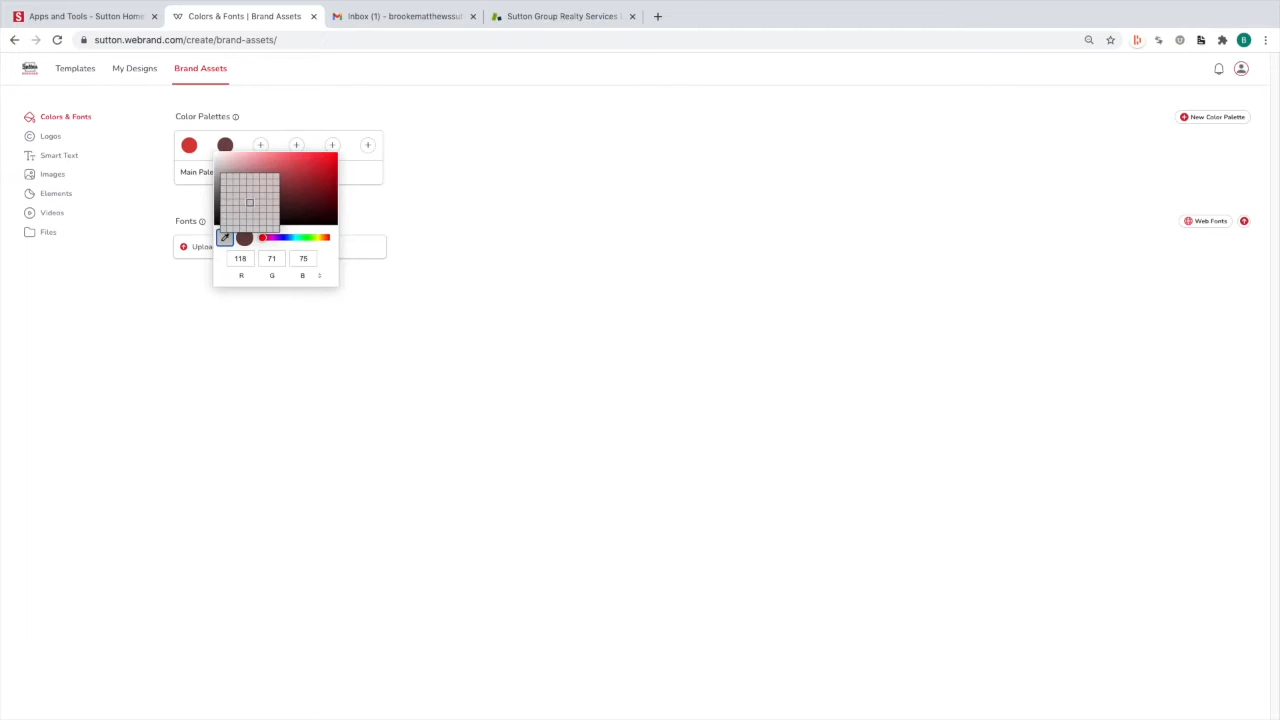 Apps and Tools - Sutton Home
Colors & Fonts | Brand Assets
Inbox (1) - brookematthewssut
Sutton Group Realty Services
sutton.webrand.com/create/brand-assets/
B
Sutton
Templates
My Designs
Brand Assets
Colors & Fonts
Logos
Smart Text
Images
Elements
Videos
Files
Color Palettes
New Color Palette
Main Pale
Fonts
Web Fonts
Uploa
118 71 75
R G B